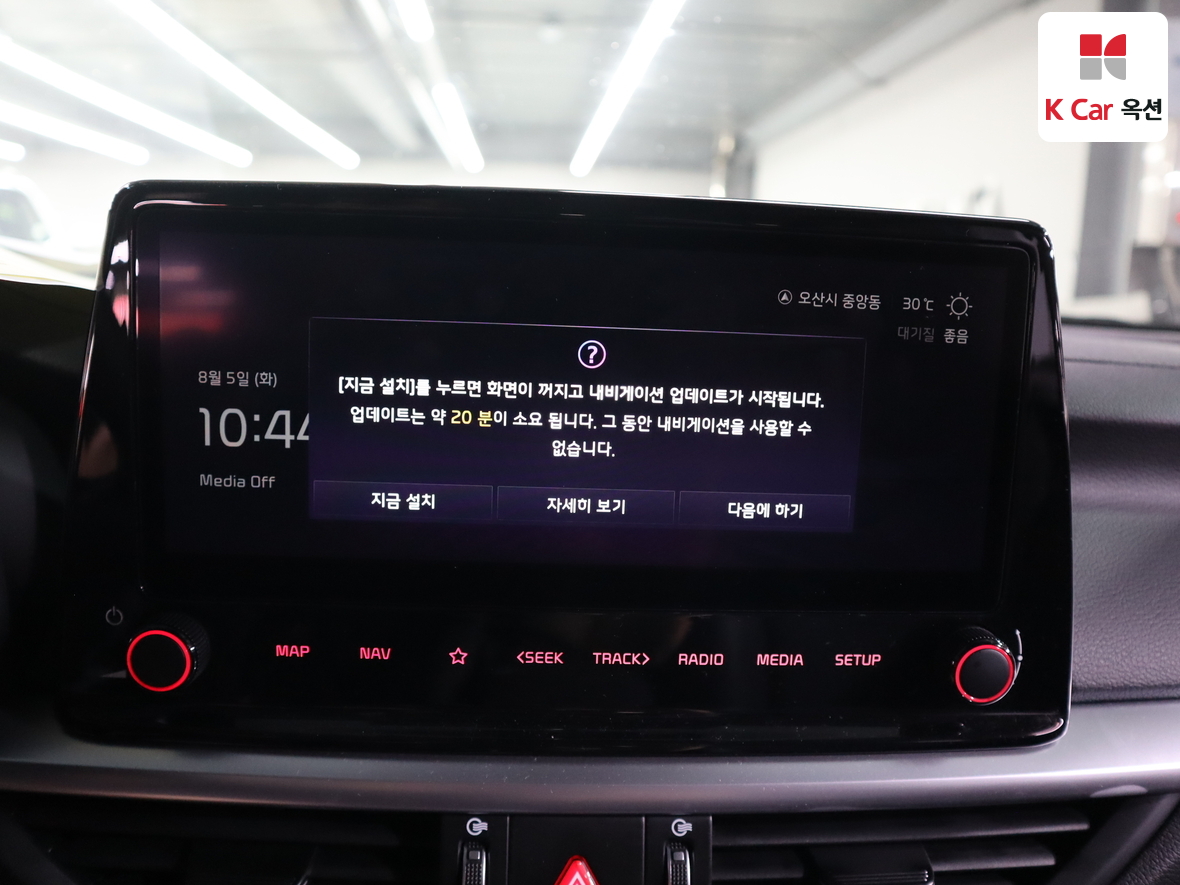 K Car 옥션
오산시 중앙동 30℃
대기질 좋음
8월 5일 (화)
10:44
Media Off
?
[지금 설치]를 누르면 화면이 꺼지고 내비게이션 업데이트가 시작됩니다.
업데이트는 약 20 분이 소요 됩니다. 그 동안 내비게이션을 사용할 수
없습니다.
지금 설치 자세히 보기 다음에 하기
MAP NAV <SEEK TRACK> RADIO MEDIA SETUP